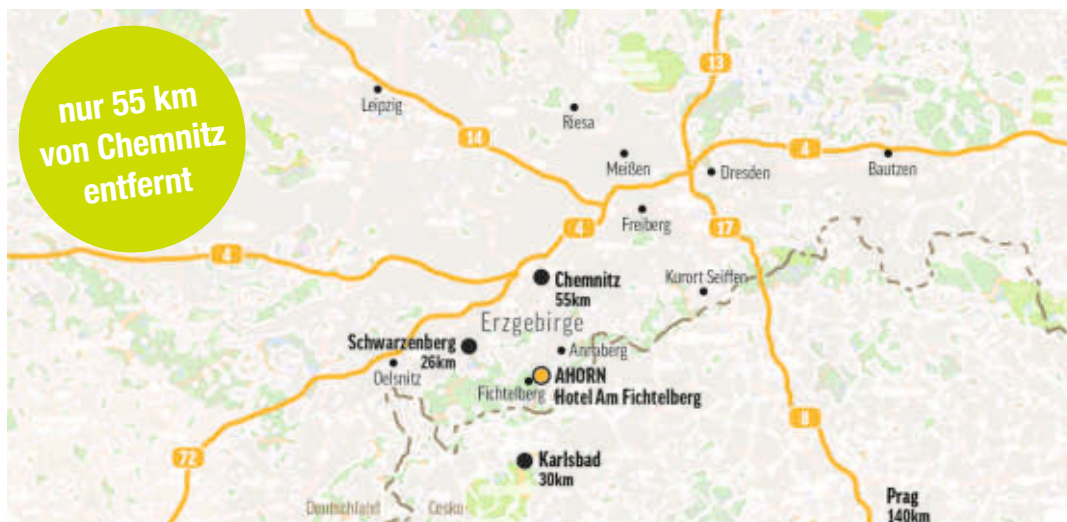 nur 55 km
von Chemnitz
entfernt
Leipzig
Riesa
13
14
Meißen
4
Dresden
Bautzen
Freiberg
4
17
4
Kurort Seiffen
Chemnitz
55km
Erzgebirge
Schwarzenberg
26km
Annaberg
Oelsnitz
Fichtelberg
AHORN
Hotel Am Fichtelberg
8
72
Karlsbad
30km
Deutschland
Cesko
Prag
140km